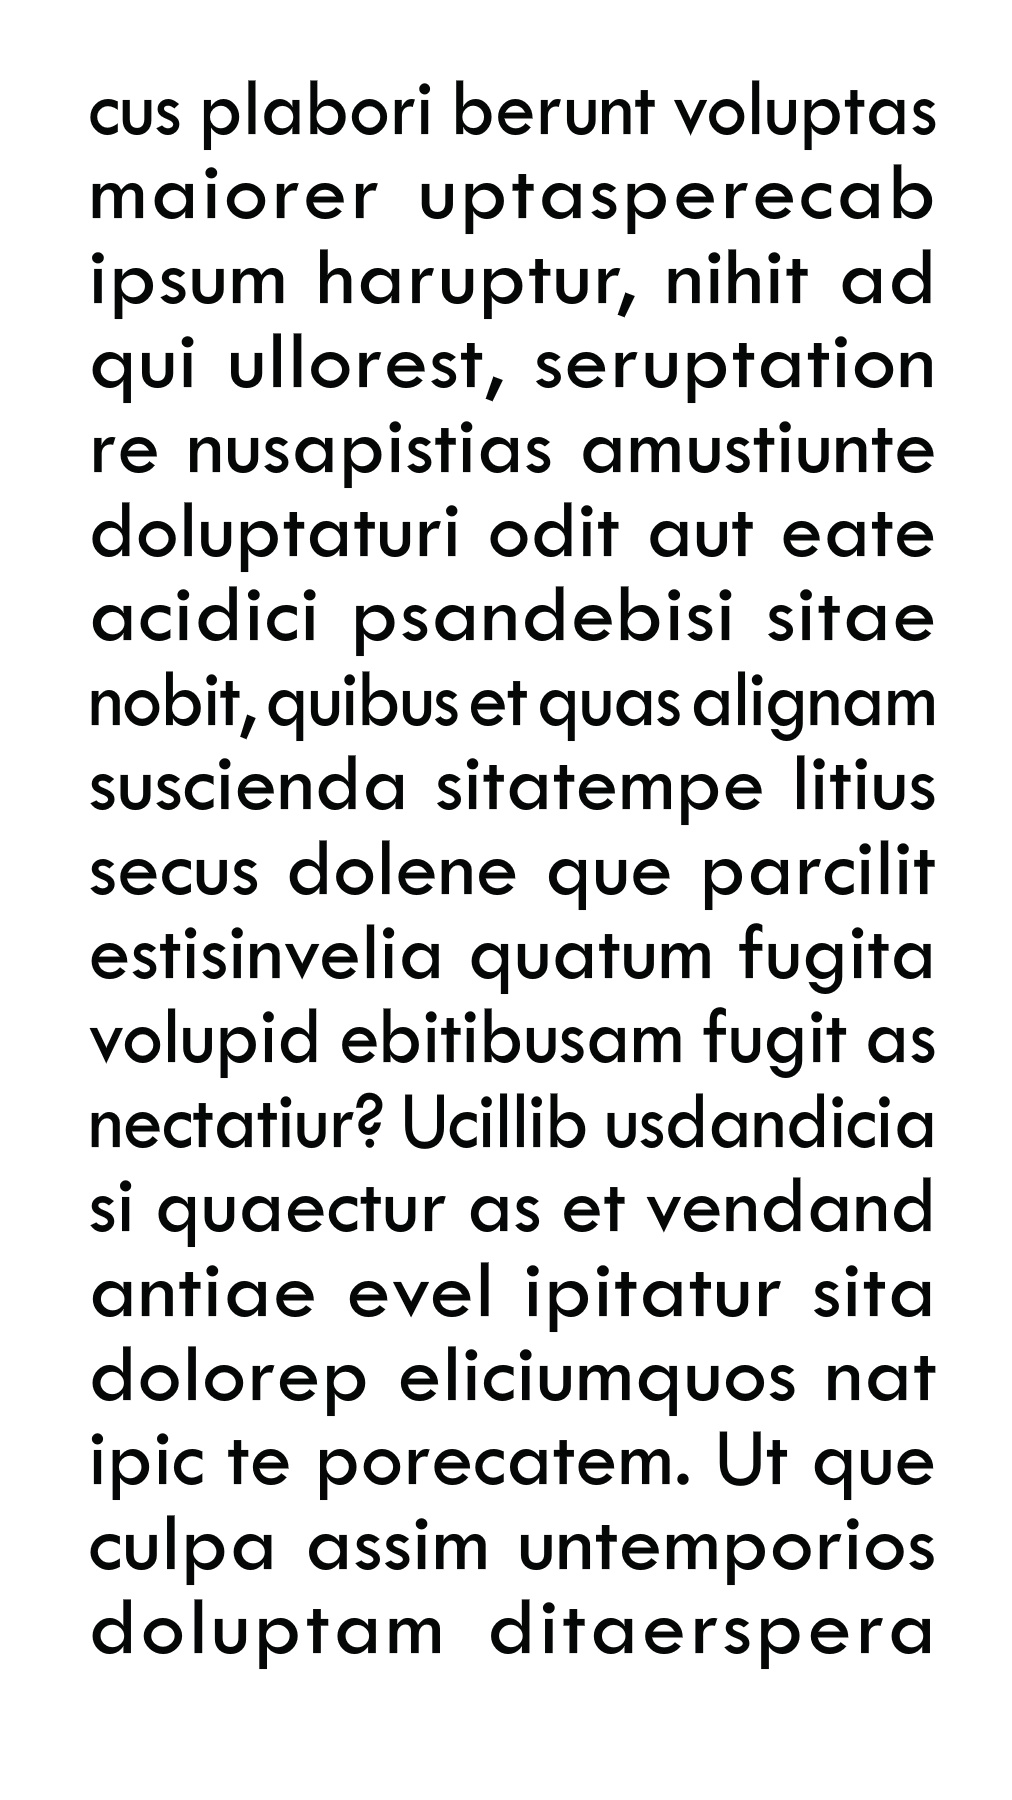 cus plabori berunt voluptas
maiorer uptasperecab
ipsum haruptur, nihit ad
qui ullorest, seruptation
re nusapistias amustiunte
doluptaturi odit aut eate
acidici psandebisi sitae
nobit, quibus et quas alignam
suscienda sitatempe litius
secus dolene que parcilit
estisinvelia quatum fugita
volupid ebitibusam fugit as
nectatiur? Ucillib usdandicia
si quaectur as et vendand
antiae evel ipitatur sita
dolorep eliciumquos nat
ipic te porecatem. Ut que
culpa assim untemporios
doluptam ditaerspera